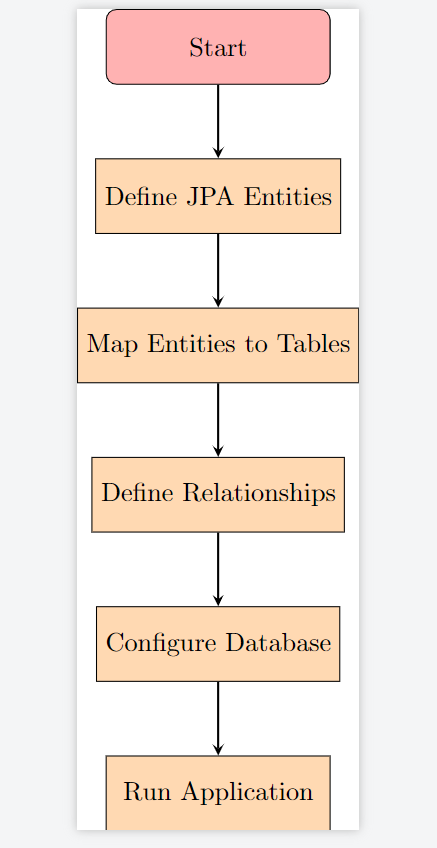 Start
Define JPA Entities
Map Entities to Tables
Define Relationships
Configure Database
Run Application